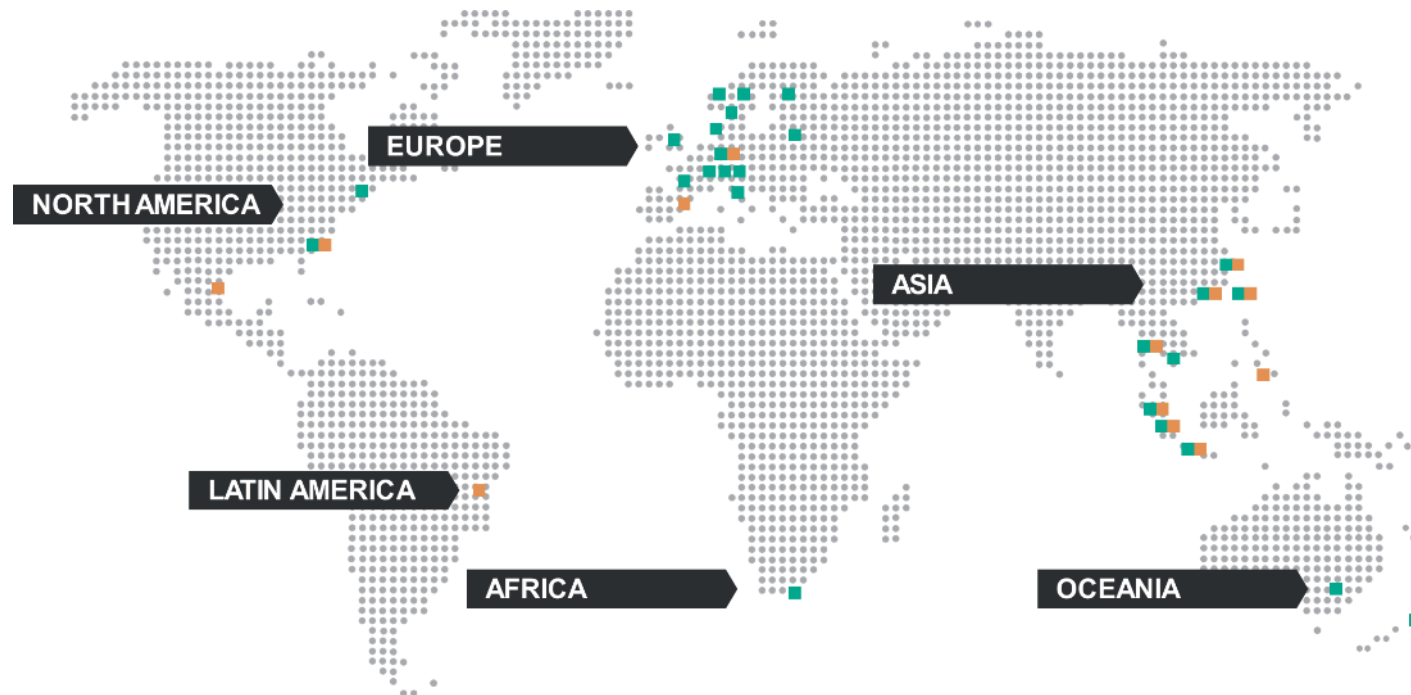 EUROPE
NORTH AMERICA
ASIA
LATIN AMERICA
AFRICA
OCEANIA